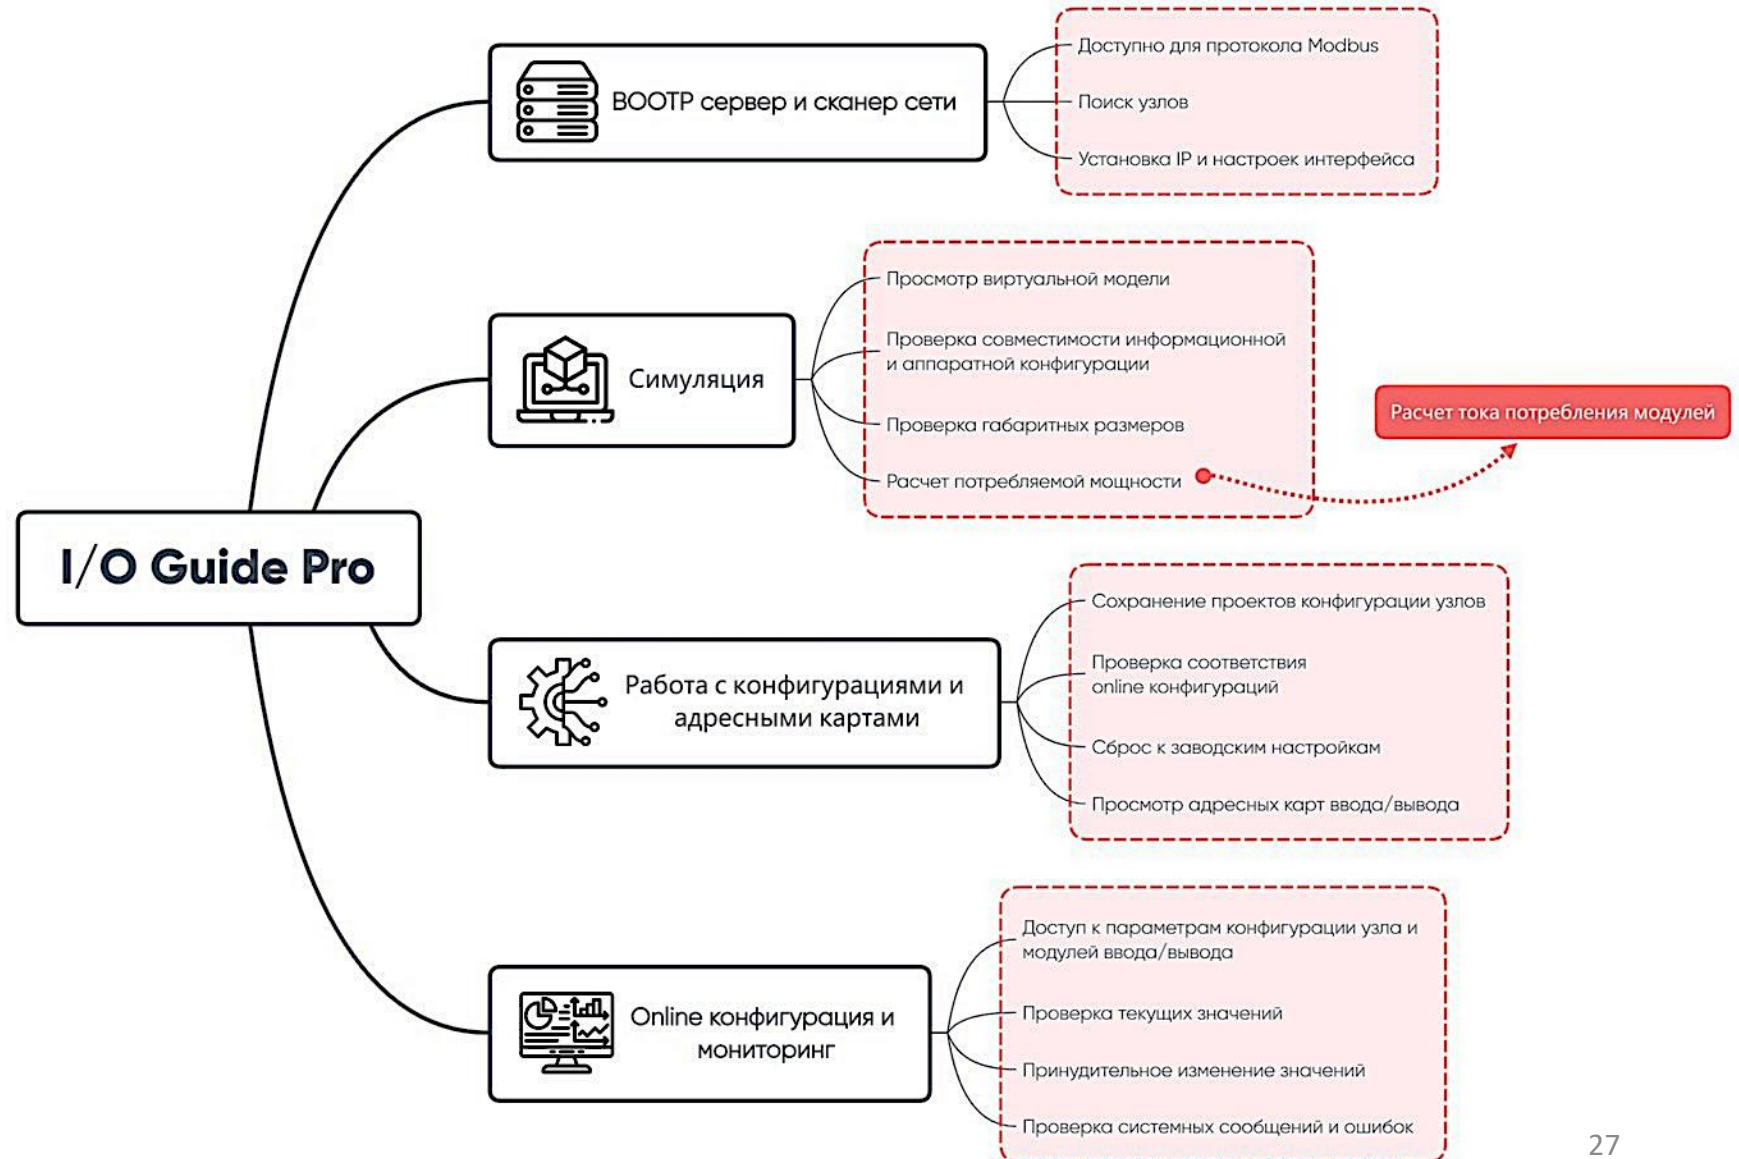 I/O Guide Pro
BOOTP сервер и сканер сети
Доступно для протокола Modbus
Поиск узлов
Установка IP и настроек интерфейса
Симуляция
Просмотр виртуальной модели
Проверка совместимости информационной
и аппаратной конфигурации
Проверка габаритных размеров
Расчет потребляемой мощности
Расчет тока потребления модулей
Работа с конфигурациями и
адресными картами
Сохранение проектов конфигурации узлов
Проверка соответствия
online конфигураций
Сброс к заводским настройкам
Просмотр адресных карт ввода/вывода
Online конфигурация и
мониторинг
Доступ к параметрам конфигурации узла и
модулей ввода/вывода
Проверка текущих значений
Принудительное изменение значений
Проверка системных сообщений и ошибок
27